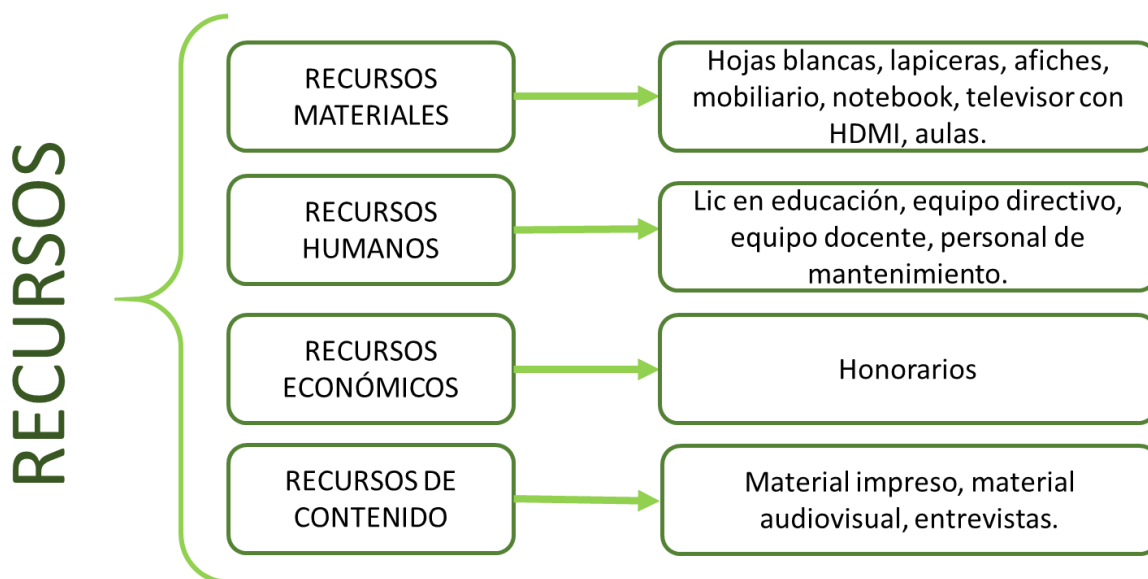 RECURSOS
RECURSOS
MATERIALES
Hojas blancas, lapiceras, afiches,
mobiliario, notebook, televisor con
HDMI, aulas.
RECURSOS
HUMANOS
Lic en educación, equipo directivo,
equipo docente, personal de
mantenimiento.
RECURSOS
ECONÓMICOS
Honorarios
RECURSOS DE
CONTENIDO
Material impreso, material
audiovisual, entrevistas.